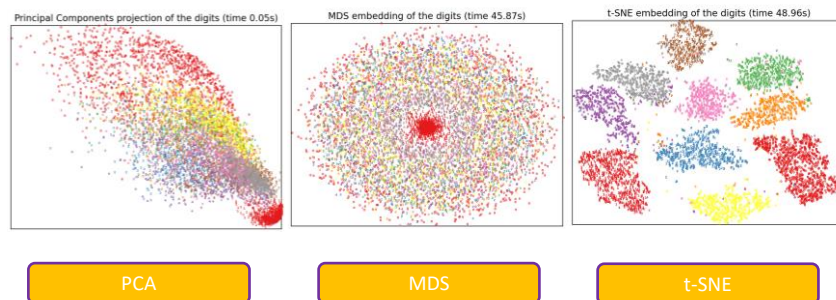 Principal Components projection of the digits (time 0.05s)
MDS embedding of the digits (time 45.87s)
t-SNE embedding of the digits (time 48.96s)
PCA
MDS
t-SNE